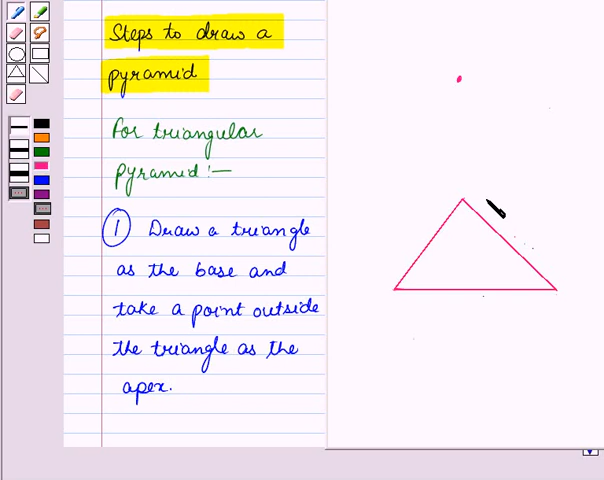 Steps to draw a
pyramid
For triangular
pyramid :-
① Draw a triangle
as the base and
take a point outside
the triangle as the
apex.